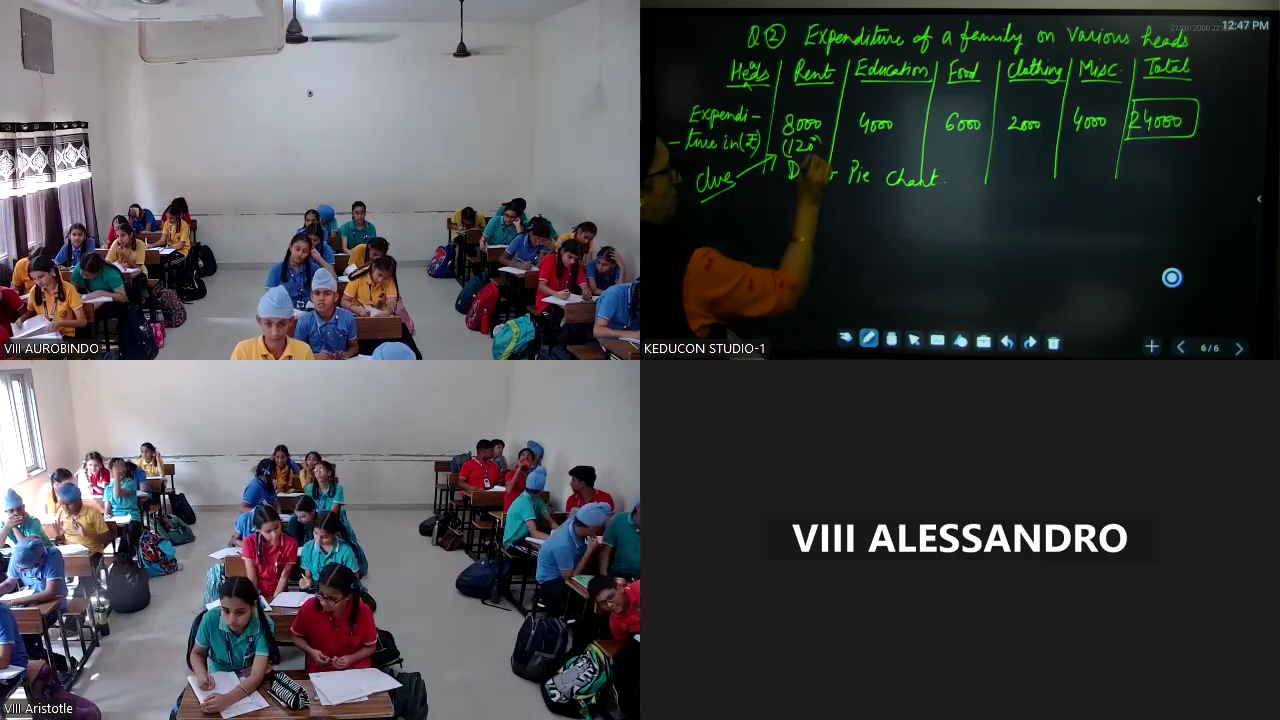 12:47 PM
Q② Expenditure of a family on various heads
Heads Rent Education Food Clothing Misc. Total
Expendi- 8000 4000 6000 2000 4000 24000
-ture in (₹) (120°
clue Pie Chart.
6/6
VIII AUROBINDO
KEDUCON STUDIO-1
VIII ALESSANDRO
VIII Aristotle